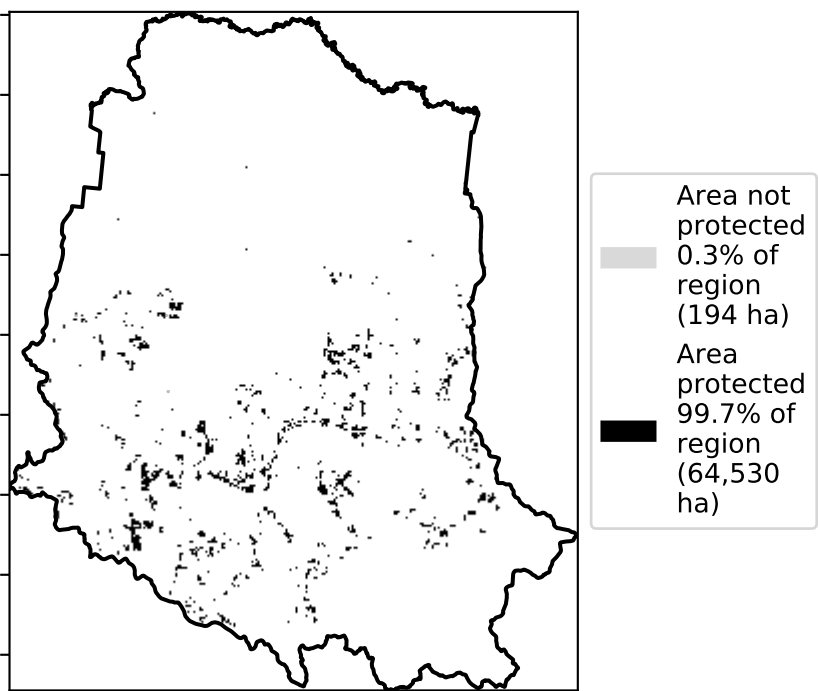 Area not
protected
0.3% of
region
(194 ha)
Area
protected
99.7% of
region
(64,530
ha)